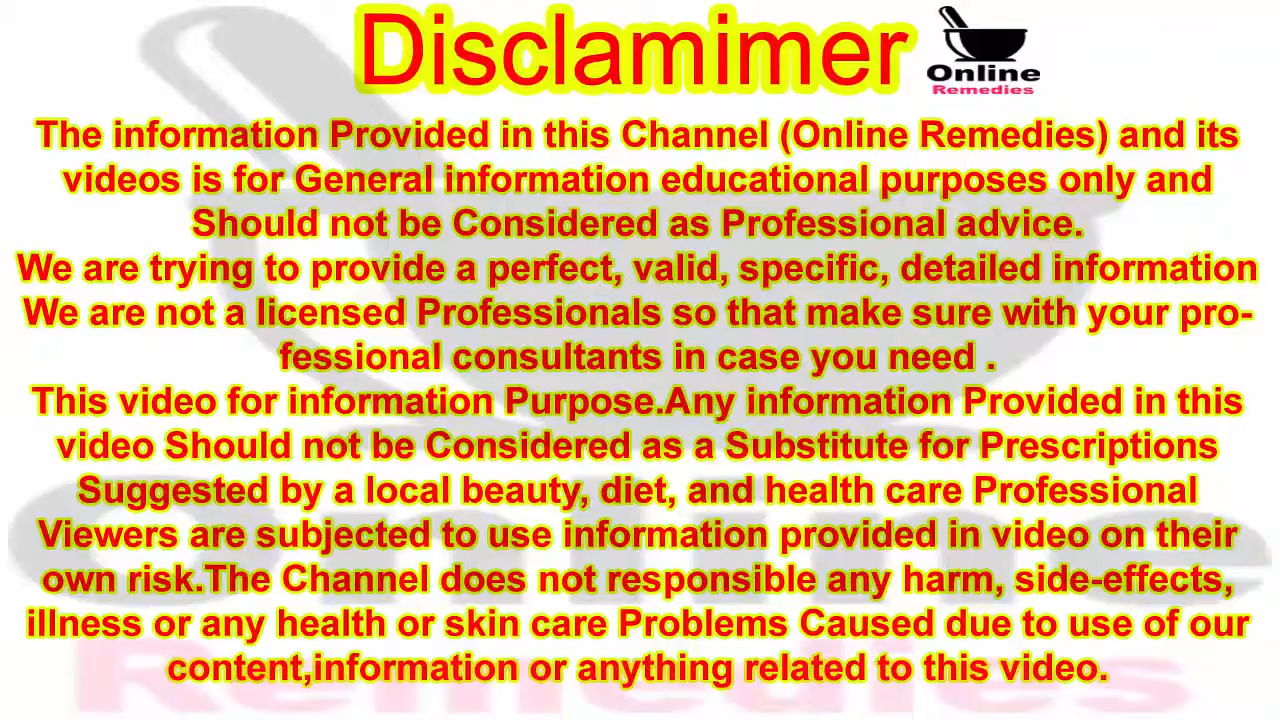 Disclamimer
Online
Remedies
The information Provided in this Channel (Online Remedies) and its
videos is for General information educational purposes only and
Should not be Considered as Professional advice.
We are trying to provide a perfect, valid, specific, detailed information
We are not a licensed Professionals so that make sure with your pro-
fessional consultants in case you need .
This video for information Purpose.Any information Provided in this
video Should not be Considered as a Substitute for Prescriptions
Suggested by a local beauty, diet, and health care Professional
Viewers are subjected to use information provided in video on their
own risk.The Channel does not responsible any harm, side-effects,
illness or any health or skin care Problems Caused due to use of our
content,information or anything related to this video.
Online
Remedies